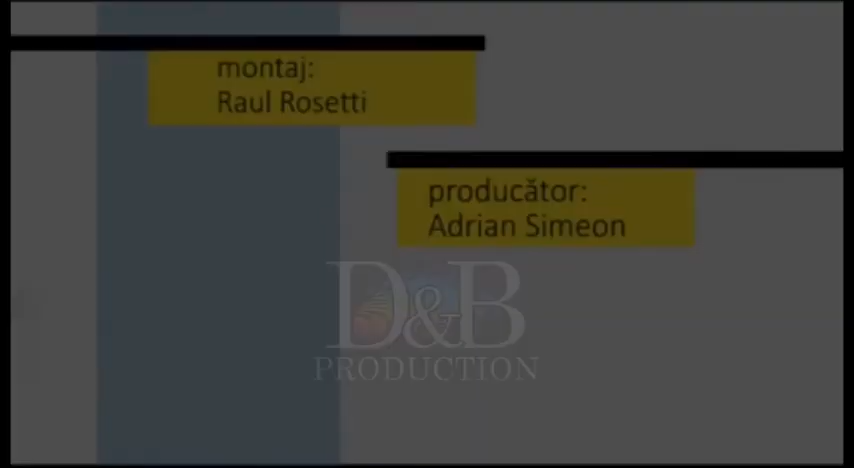 montaj:
Raul Rosetti
producător:
Adrian Simeon
D&B
PRODUCTION